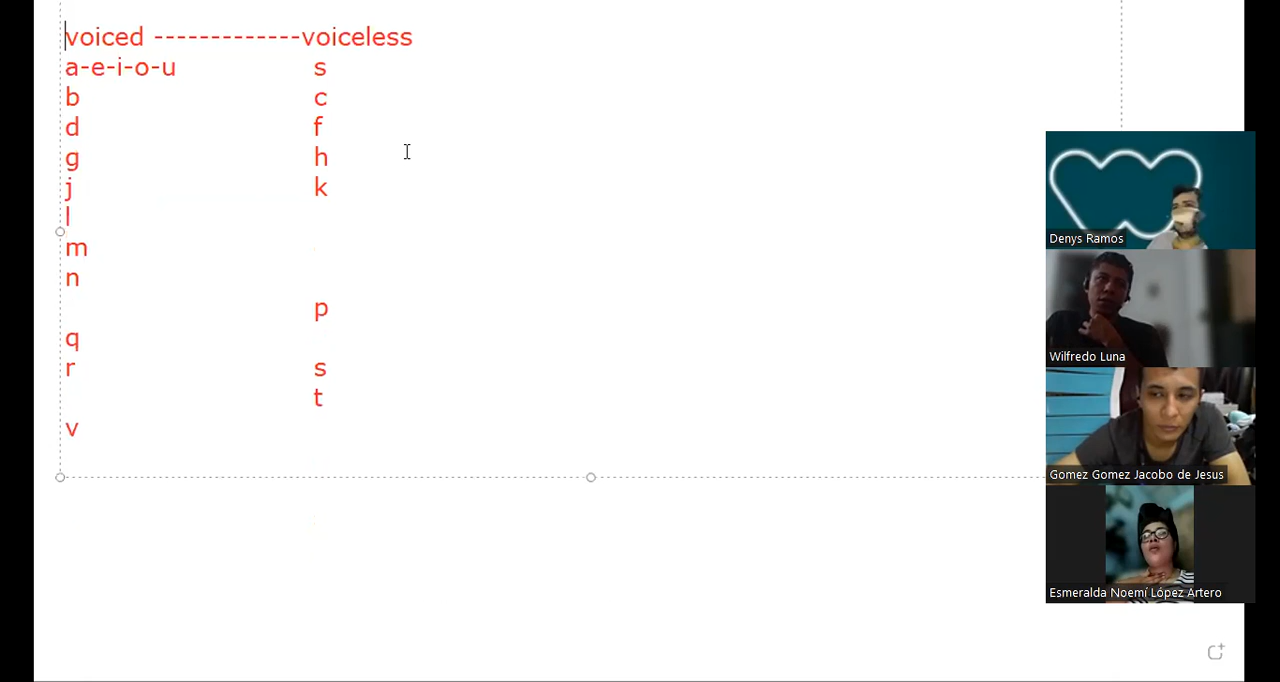 voiced -------------voiceless
a-e-i-o-u s
b c
d f
g h
j k
l
m
n
p
q
r s
t
v
Denys Ramos
Wilfredo Luna
Gomez Gomez Jacobo de Jesus
Esmeralda Noemí López Artero